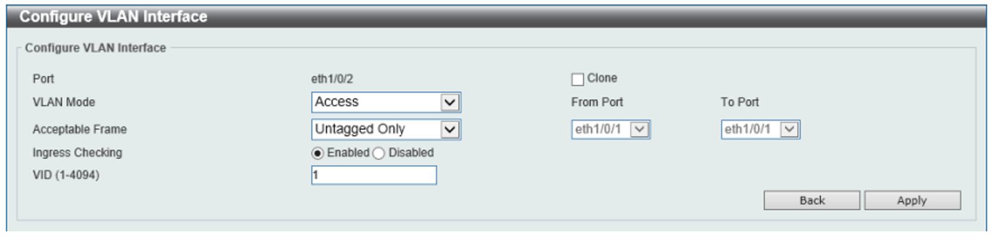 Configure VLAN Interface
Configure VLAN Interface
Port eth1/0/2 Clone
VLAN Mode Access From Port To Port
Acceptable Frame Untagged Only eth1/0/1 eth1/0/1
Ingress Checking Enabled Disabled
VID (1-4094) 1
Back Apply